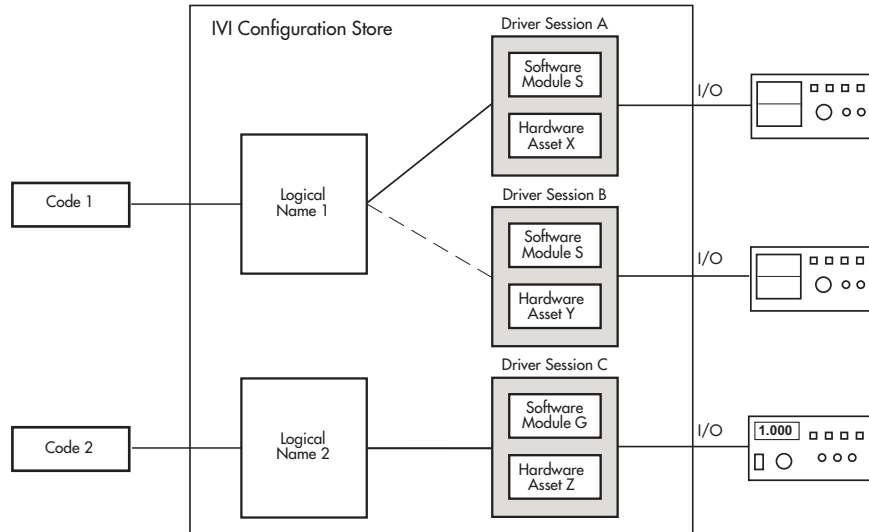 IVI Configuration Store
Driver Session A
Software
Module S
Hardware
Asset X
I/O
Code 1
Logical
Name 1
Driver Session B
Software
Module S
Hardware
Asset Y
I/O
Driver Session C
Software
Module G
Hardware
Asset Z
I/O
1.000
Code 2
Logical
Name 2